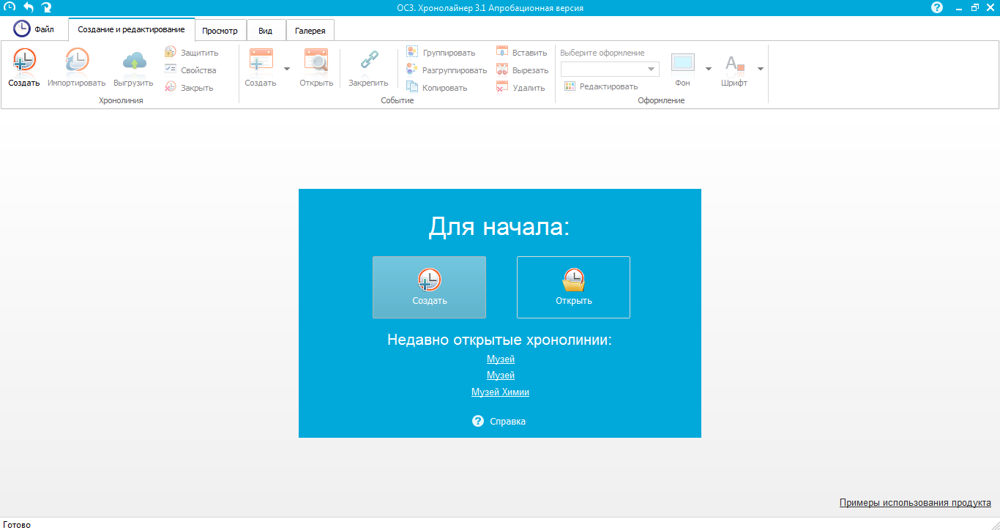 ОС3. Хронолайнер 3.1 Апробационная версия
Файл
Создание и редактирование
Просмотр
Вид
Галерея
Создать
Импортировать
Выгрузить
Защитить
Свойства
Закрыть
Хронолиния
Создать
Открыть
Закрепить
Группировать
Разгруппировать
Копировать
Вставить
Вырезать
Удалить
Событие
Выберите оформление
Редактировать
Фон
Шрифт
Оформление
Для начала:
Создать
Открыть
Недавно открытые хронолинии:
Музей
Музей
Музей Химии
Справка
Примеры использования продукта
Готово